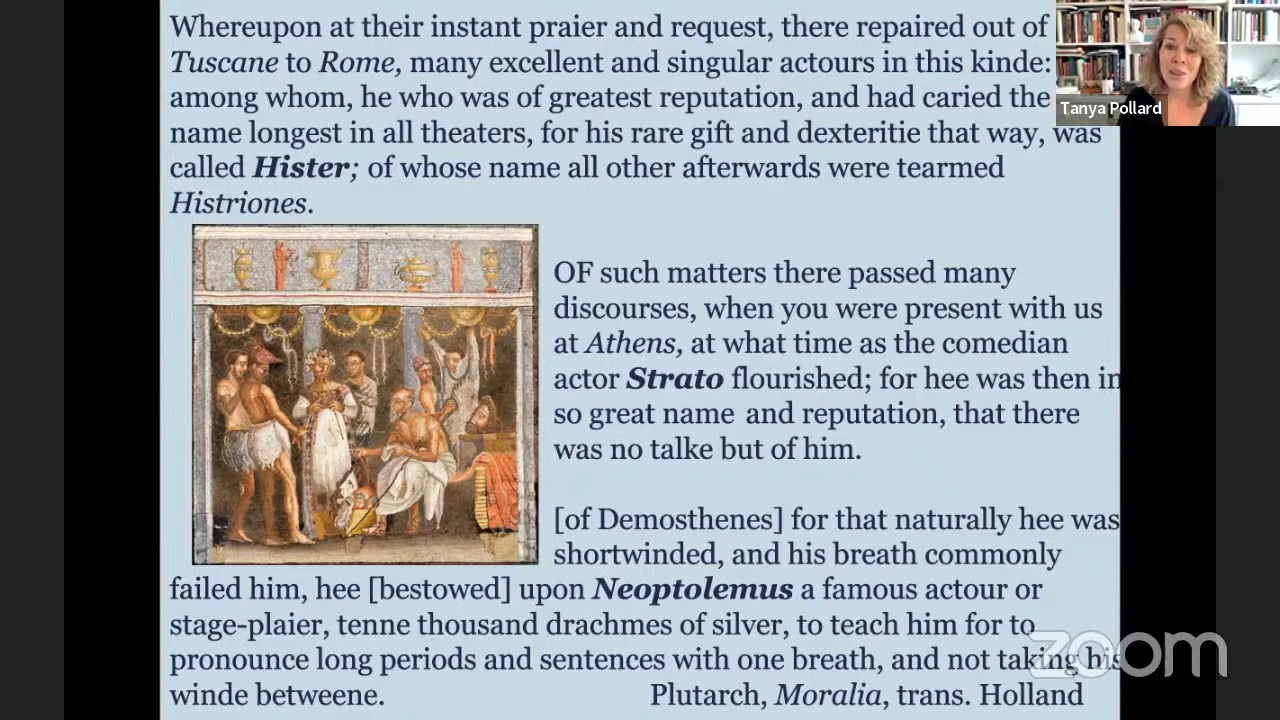 Whereupon at their instant praier and request, there repaired out of
Tuscane to Rome, many excellent and singular actours in this kinde:
among whom, he who was of greatest reputation, and had caried the
name longest in all theaters, for his rare gift and dexteritie that way, was
called Hister; of whose name all other afterwards were tearmed
Histriones.
Tanya Pollard
OF such matters there passed many
discourses, when you were present with us
at Athens, at what time as the comedian
actor Strato flourished; for hee was then in
so great name and reputation, that there
was no talke but of him.
[of Demosthenes] for that naturally hee was
shortwinded, and his breath commonly
failed him, hee [bestowed] upon Neoptolemus a famous actour or
stage-plaier, tenne thousand drachmes of silver, to teach him for to
pronounce long periods and sentences with one breath, and not taking his
winde betweene.
Plutarch, Moralia, trans. Holland
zoom